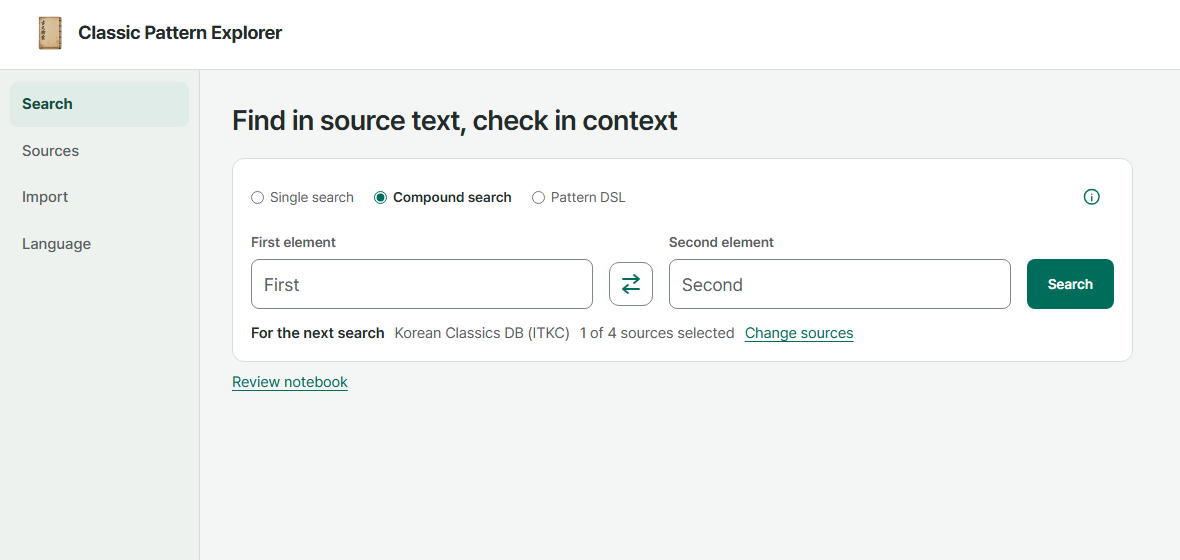 Classic Pattern Explorer
Search
Sources
Import
Language
Find in source text, check in context
Single search
Compound search
Pattern DSL
First element
Second element
First
Second
Search
For the next search Korean Classics DB (ITKC) 1 of 4 sources selected Change sources
Review notebook